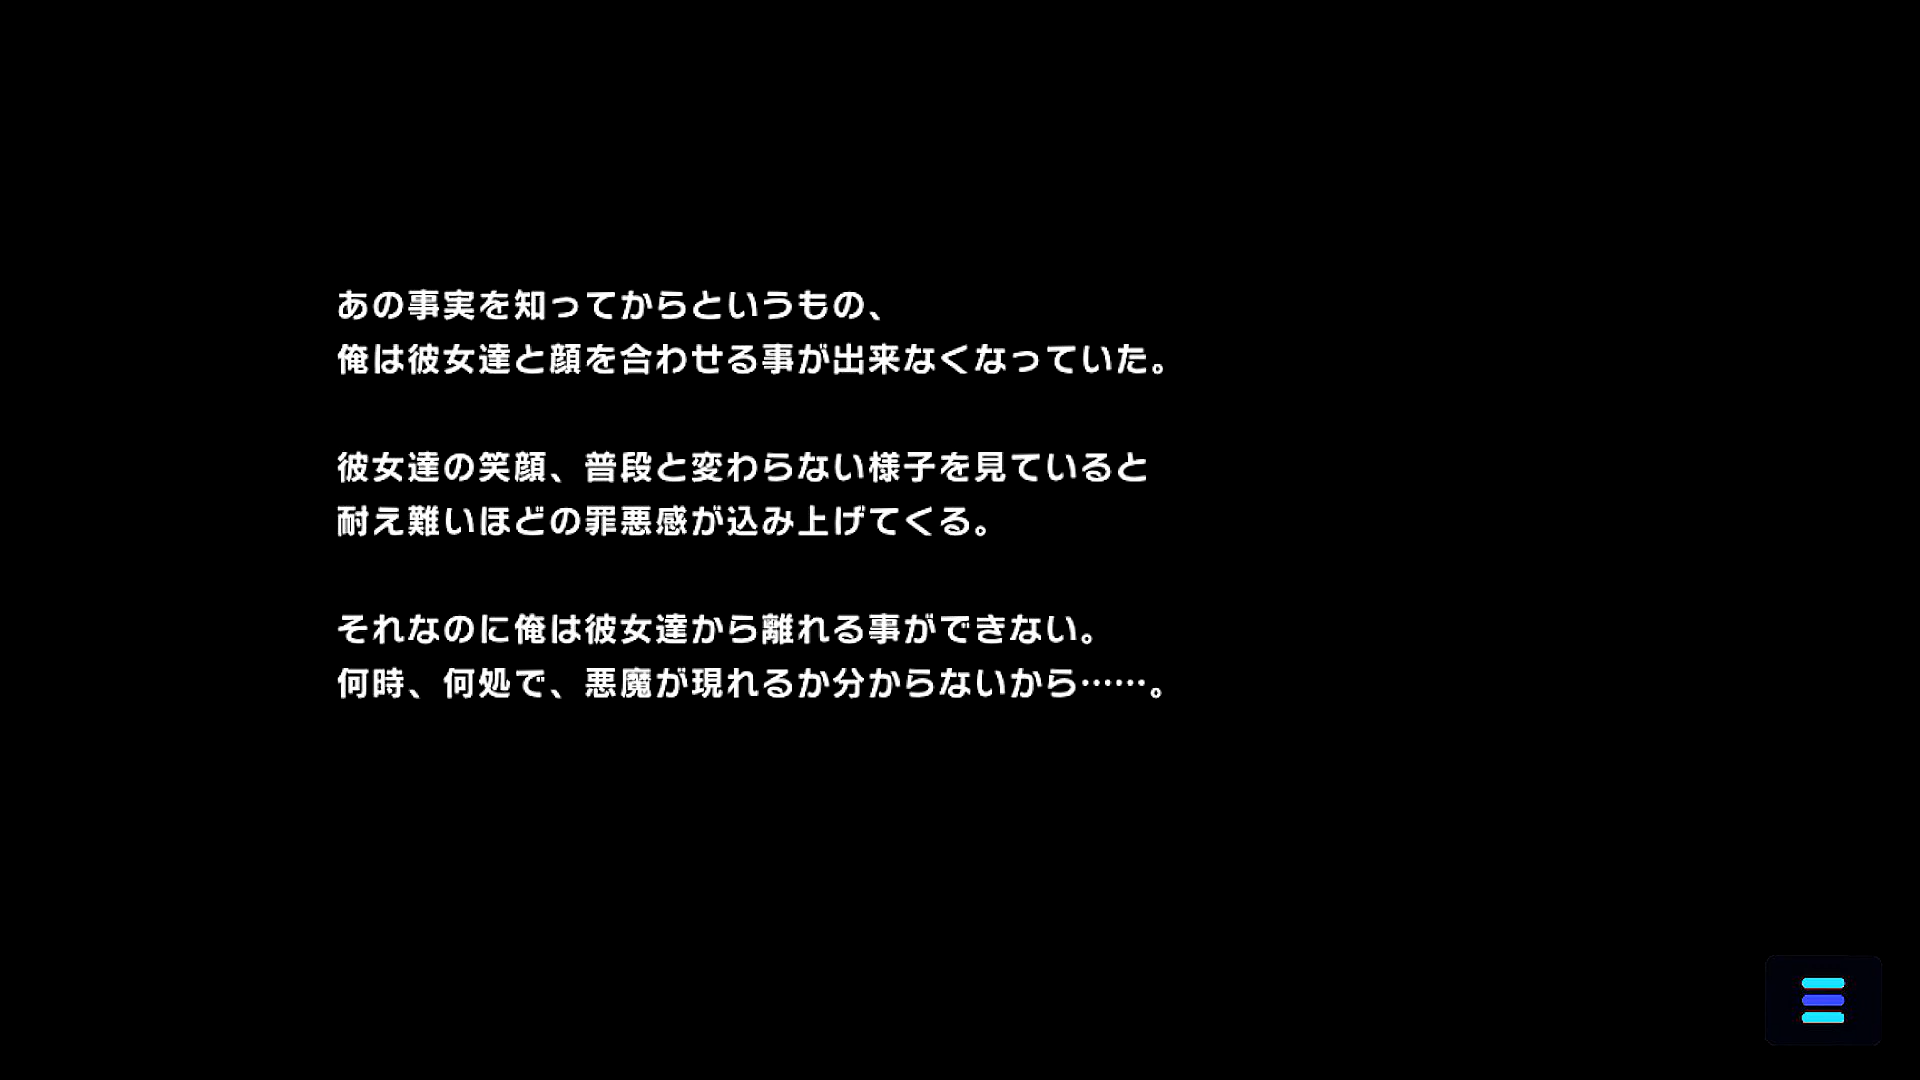 あの事実を知ってからというもの、
俺は彼女達と顔を合わせる事が出来なくなっていた。
彼女達の笑顔、普段と変わらない様子を見ていると
耐え難いほどの罪悪感が込み上げてくる。
それなのに俺は彼女達から離れる事ができない。
何時、何処で、悪魔が現れるか分からないから……。